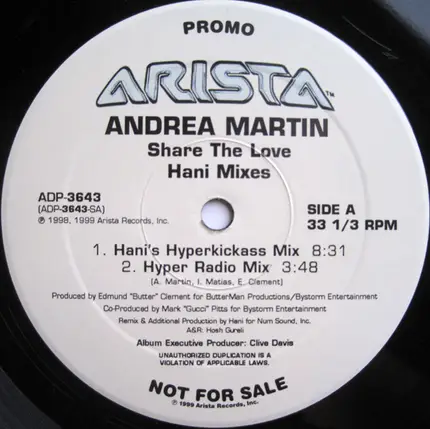 PROMO
ARISTA™
ANDREA MARTIN
Share The Love
Hani Mixes
ADP-3643
(ADP-3643-SA)
℗ 1998, 1999 Arista Records, Inc.
SIDE A
33 1/3 RPM
1. Hani's Hyperkickass Mix 8:31
2. Hyper Radio Mix 3:48
(A. Martin, I. Matias, E. Clement)
Produced by Edmund "Butter" Clement for ButterMan Productions/Bystorm Entertainment
Co-Produced by Mark "Gucci" Pitts for Bystorm Entertainment
Remix & Additional Production by Hani for Num Sound, Inc.
A&R: Hosh Gureli
Album Executive Producer: Clive Davis
UNAUTHORIZED DUPLICATION IS A
VIOLATION OF APPLICABLE LAWS.
NOT FOR SALE
℗ 1999 Arista Records, Inc.